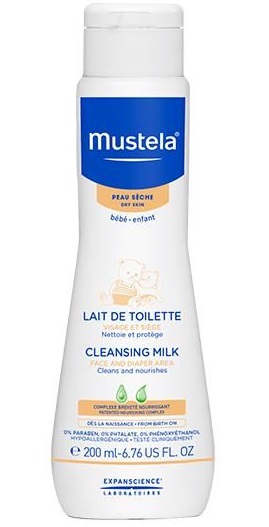 Mustela®
PEAU SÈCHE
DRY SKIN
bébé·enfant
LAIT DE TOILETTE
VISAGE ET SIÈGE
Nettoie et protège
CLEANSING MILK
FACE AND DIAPER AREA
Cleans and nourishes
COMPLEXE BREVETÉ NOURRISSANT
PATENTED NOURISHING COMPLEX
DÈS LA NAISSANCE · FROM BIRTH ON
0% PARABEN, 0% PHTALATE, 0% PHENOXYÉTHANOL
HYPOALLERGÉNIQUE · TESTÉ CLINIQUEMENT
e 200 ml-6.76 US FL. OZ
EXPANSCIENCE®
LABORATOIRES